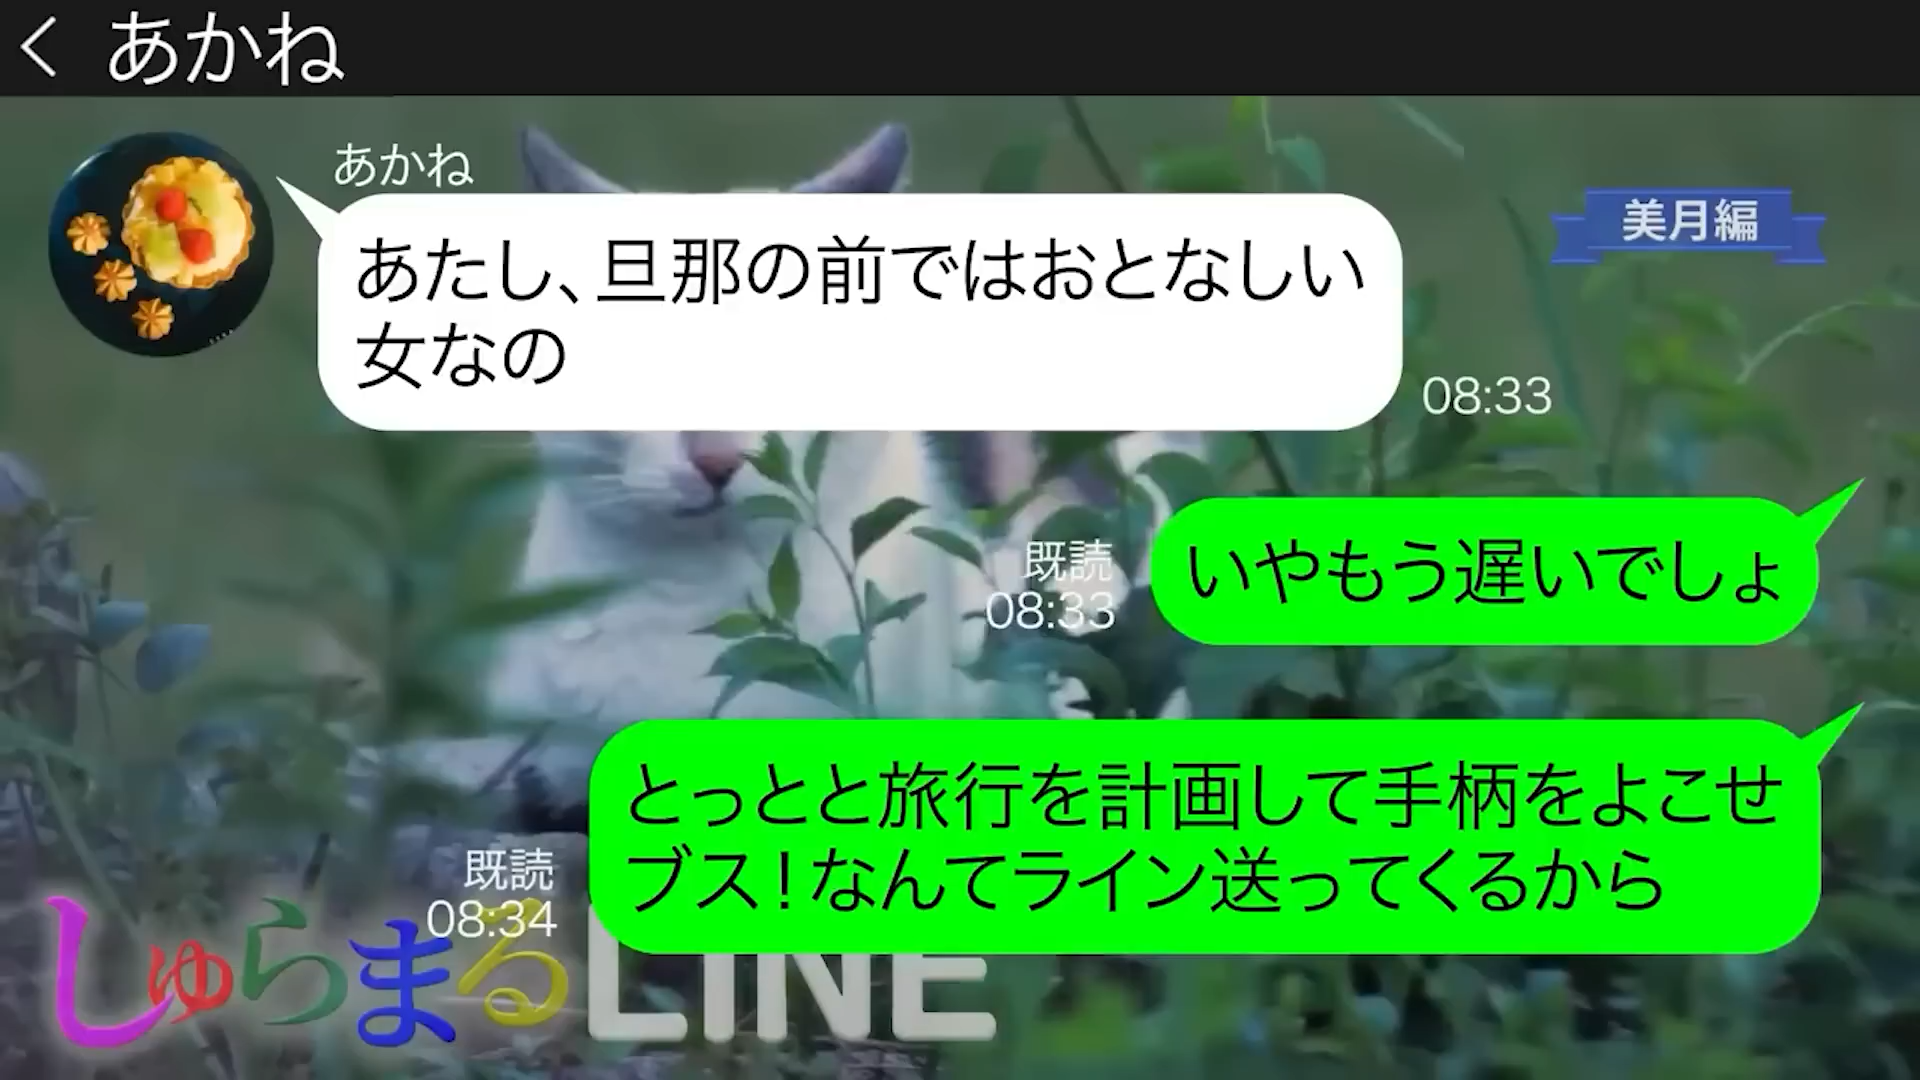 あかね
あかね
美月編
あたし、旦那の前ではおとなしい
女なの
08:33
いやもう遅いでしょ
既読
08:33
とっとと旅行を計画して手柄をよこせ
ブス!なんてライン送ってくるから
既読
08:34
しゅらまるLINE